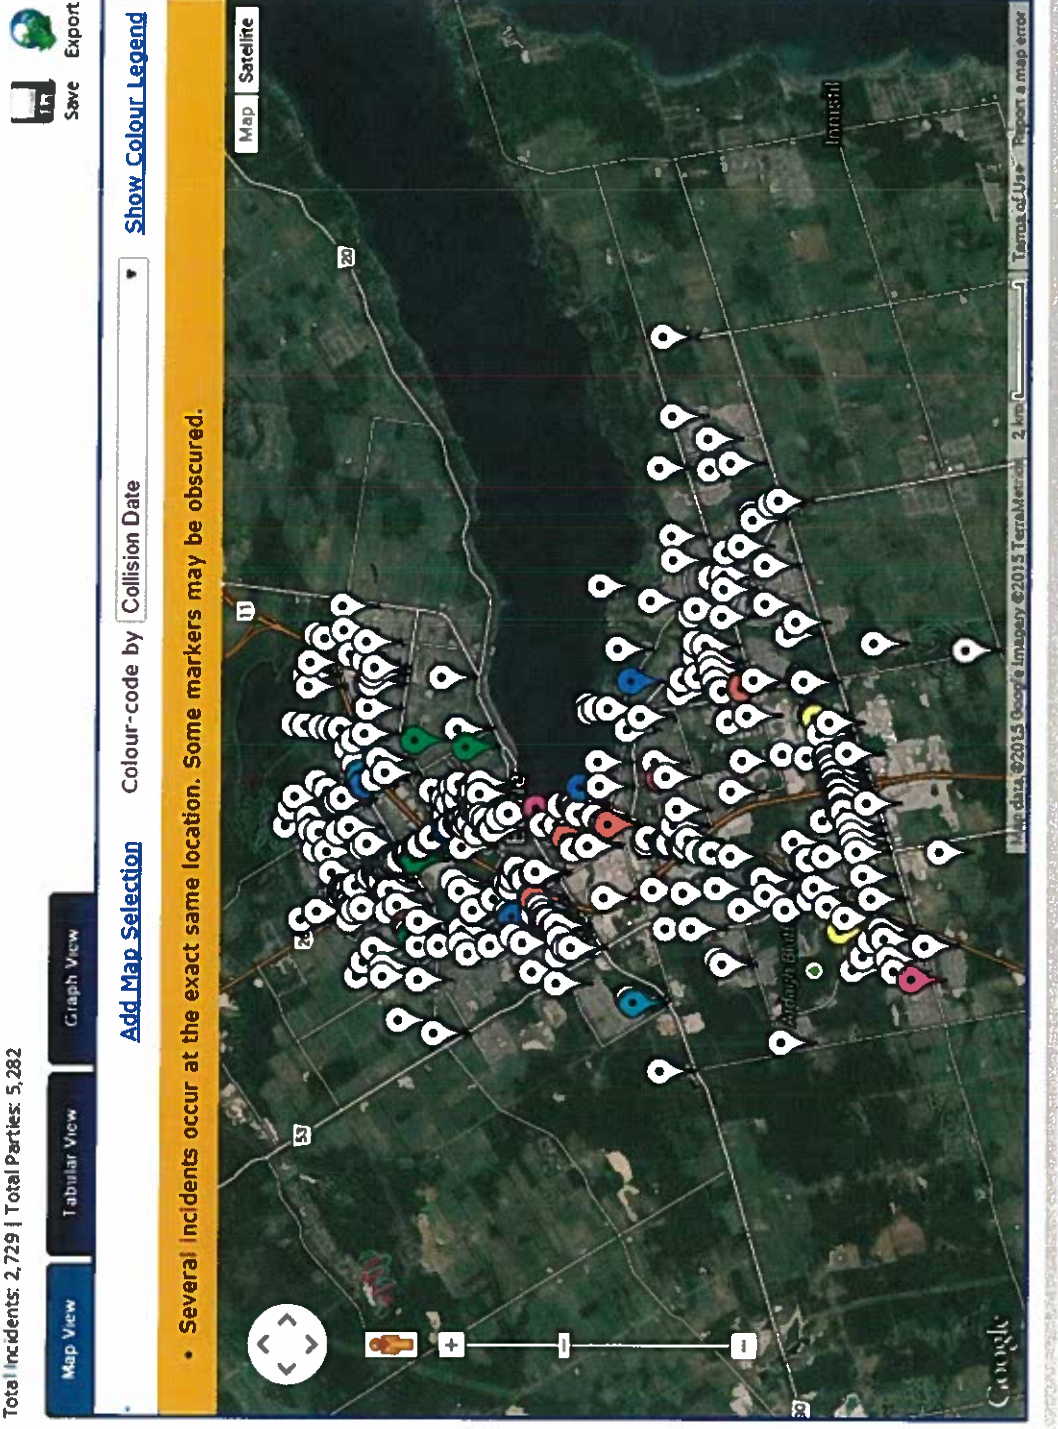 Total Incidents: 2,729 | Total Parties: 5,282
Save Export
Map View Tabular View Graph View
Add Map Selection Colour-code by Collision Date Show Colour Legend
• Several Incidents occur at the exact same location. Some markers may be obscured.
Map Satellite
11
20
53
Innisfil
Google
2 km
Map data ©2015 Google Imagery ©2015 TerraMetrics Terms of Use Report a map error